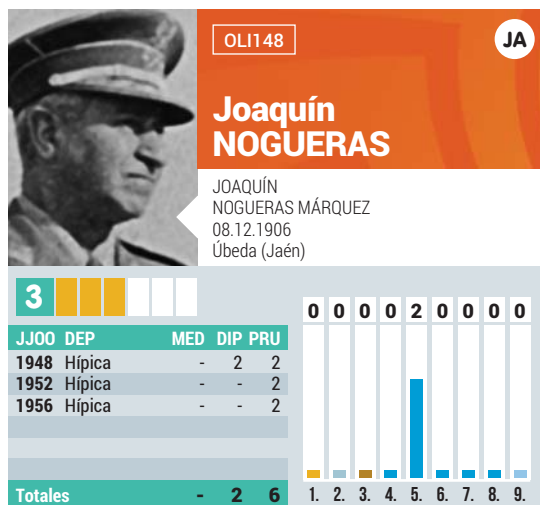 OLI148
JA
Joaquín
NOGUERAS
JOAQUÍN
NOGUERAS MÁRQUEZ
08.12.1906
Úbeda (Jaén)
3
JJOO DEP MED DIP PRU
1948 Hípica - 2 2
1952 Hípica - - 2
1956 Hípica - - 2
Totales - 2 6
0 0 0 0 2 0 0 0 0
1. 2. 3. 4. 5. 6. 7. 8. 9.